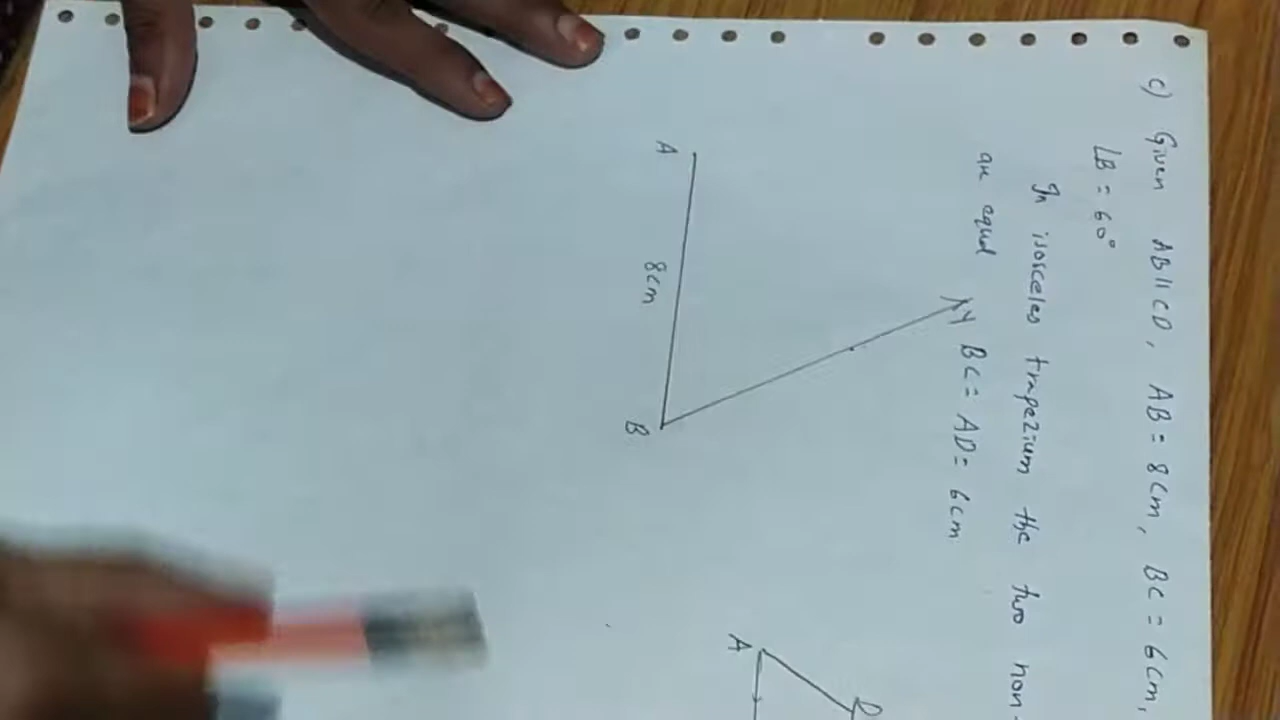 c) Given AB || CD, AB = 8cm, BC = 6cm,
∠B = 60°
In isosceles trapezium the two non-
are equal BC = AD = 6cm
Y
A
8cm
B
A
D